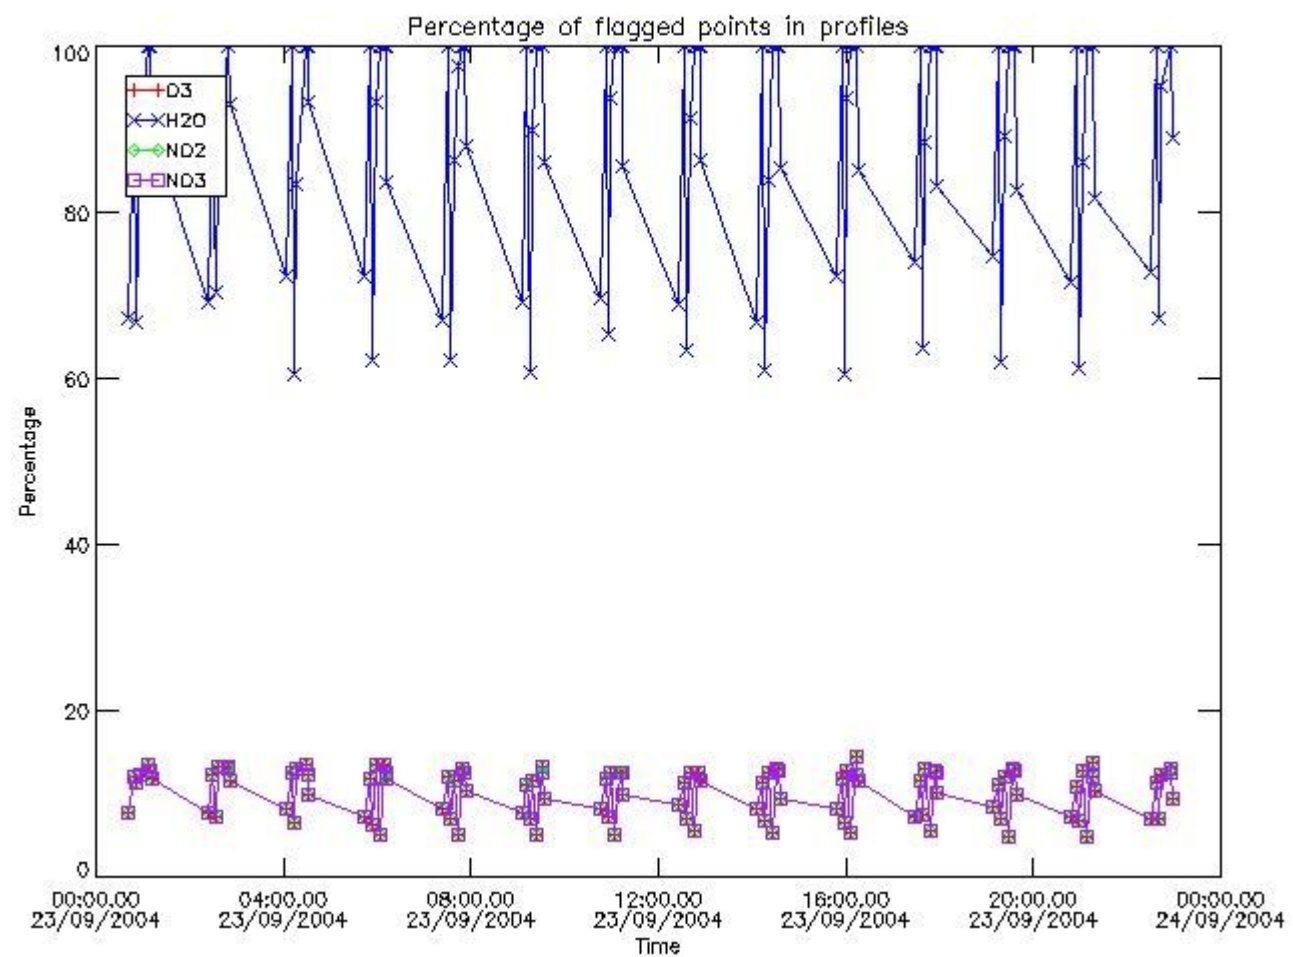 Percentage of flagged points in profiles
100
O3
H2O
NO2
NO3
80
60
Percentage
40
20
0
00:00.00 04:00.00 08:00.00 12:00.00 16:00.00 20:00.00 00:00.00
23/09/2004 23/09/2004 23/09/2004 23/09/2004 23/09/2004 23/09/2004 24/09/2004
Time